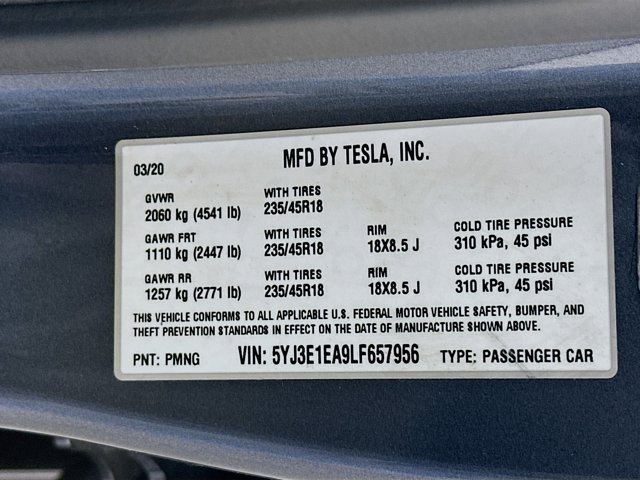 MFD BY TESLA, INC.
03/20
GVWR WITH TIRES
2060 kg (4541 lb) 235/45R18
GAWR FRT WITH TIRES RIM COLD TIRE PRESSURE
1110 kg (2447 lb) 235/45R18 18X8.5 J 310 kPa, 45 psi
GAWR RR WITH TIRES RIM COLD TIRE PRESSURE
1257 kg (2771 lb) 235/45R18 18X8.5 J 310 kPa, 45 psi
THIS VEHICLE CONFORMS TO ALL APPLICABLE U.S. FEDERAL MOTOR VEHICLE SAFETY, BUMPER, AND
THEFT PREVENTION STANDARDS IN EFFECT ON THE DATE OF MANUFACTURE SHOWN ABOVE.
PNT: PMNG VIN: 5YJ3E1EA9LF657956 TYPE: PASSENGER CAR